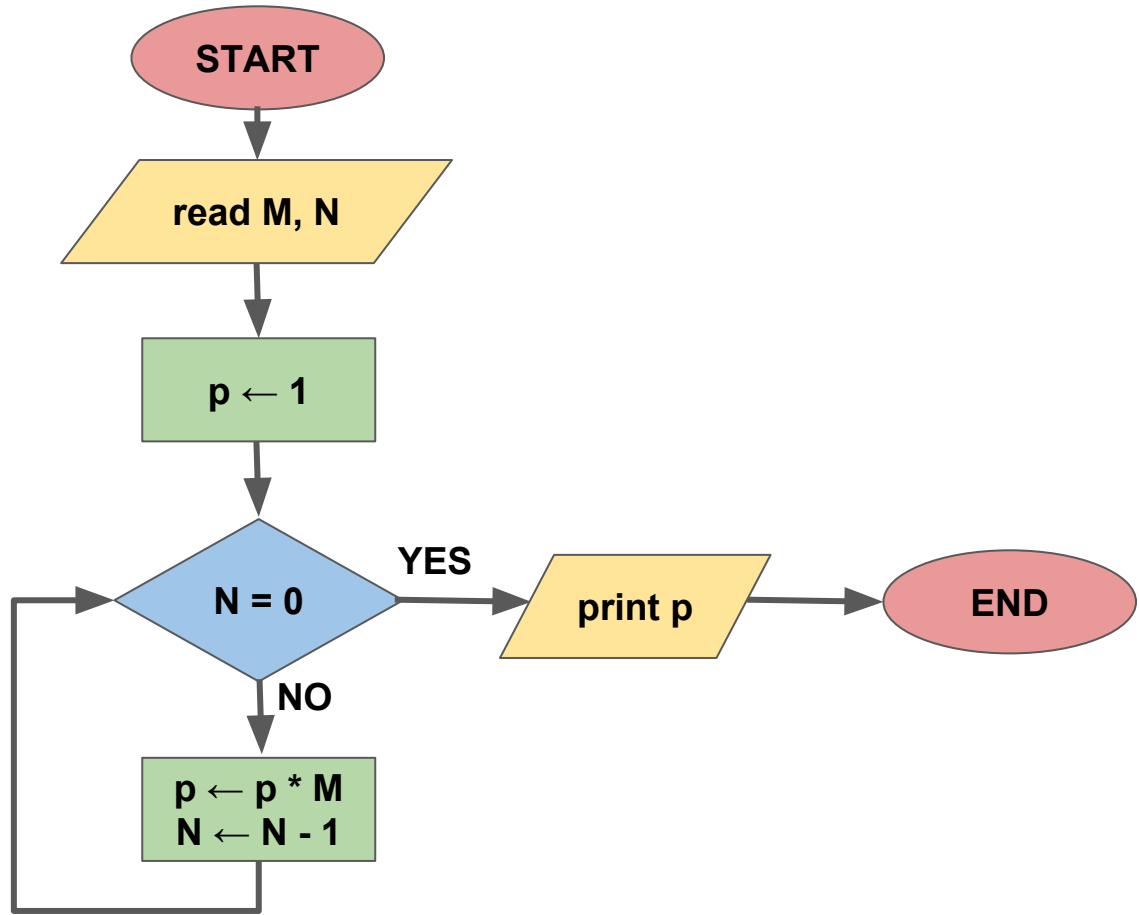 START
read M, N
p ← 1
N = 0
YES
print p
END
NO
p ← p * M
N ← N - 1